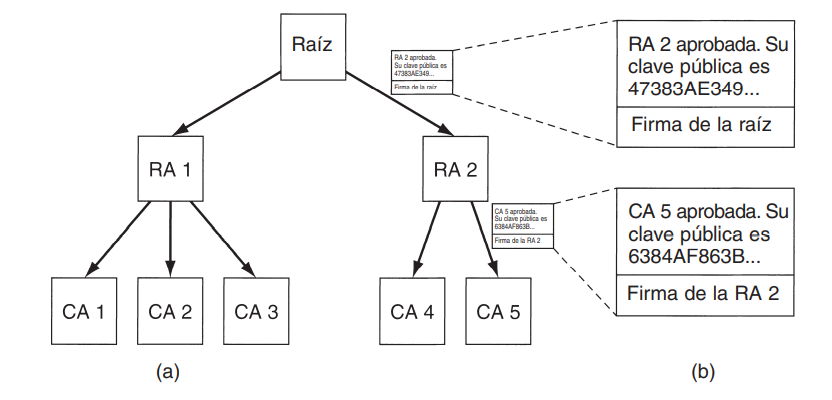 Raíz
RA 2 aprobada.
Su clave pública es
47383AE349...
Firma de la raíz
RA 2 aprobada. Su
clave pública es
47383AE349...
Firma de la raíz
RA 1
RA 2
CA 5 aprobada.
Su clave pública es
6384AF863B...
Firma de la RA 2
CA 5 aprobada. Su
clave pública es
6384AF863B...
Firma de la RA 2
CA 1
CA 2
CA 3
CA 4
CA 5
(a)
(b)